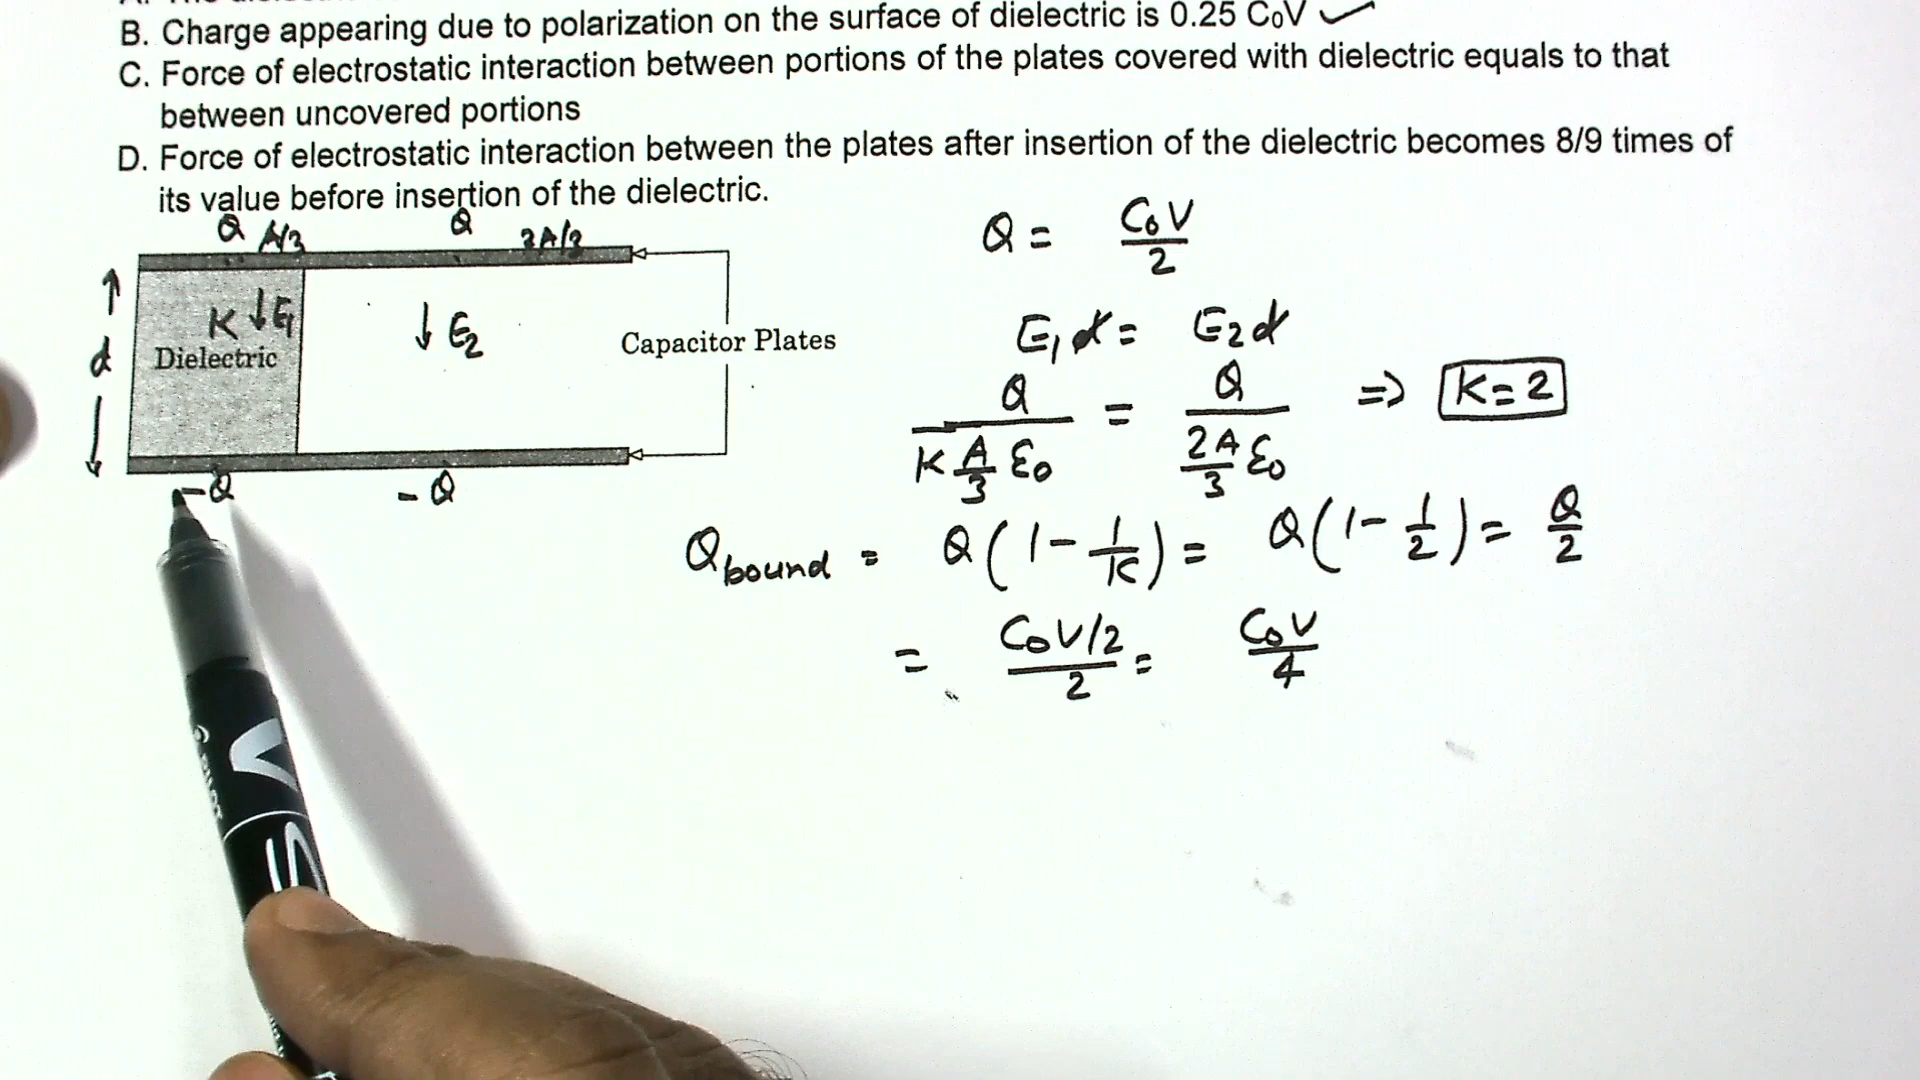 B. Charge appearing due to polarization on the surface of dielectric is 0.25 C₀V ✓
C. Force of electrostatic interaction between portions of the plates covered with dielectric equals to that
between uncovered portions
D. Force of electrostatic interaction between the plates after insertion of the dielectric becomes 8/9 times of
its value before insertion of the dielectric.
Q A/3 Q 2A/3
Q = C₀V/2
d
K ↓E₁ ↓E₂
Dielectric
Capacitor Plates
-Q -Q
E₁d = E₂d
Q/(K A/3 ε₀) = Q/(2A/3 ε₀) => K = 2
Qbound = Q(1 - 1/K) = Q(1 - 1/2) = Q/2
= C₀V/2/2 = C₀V/4